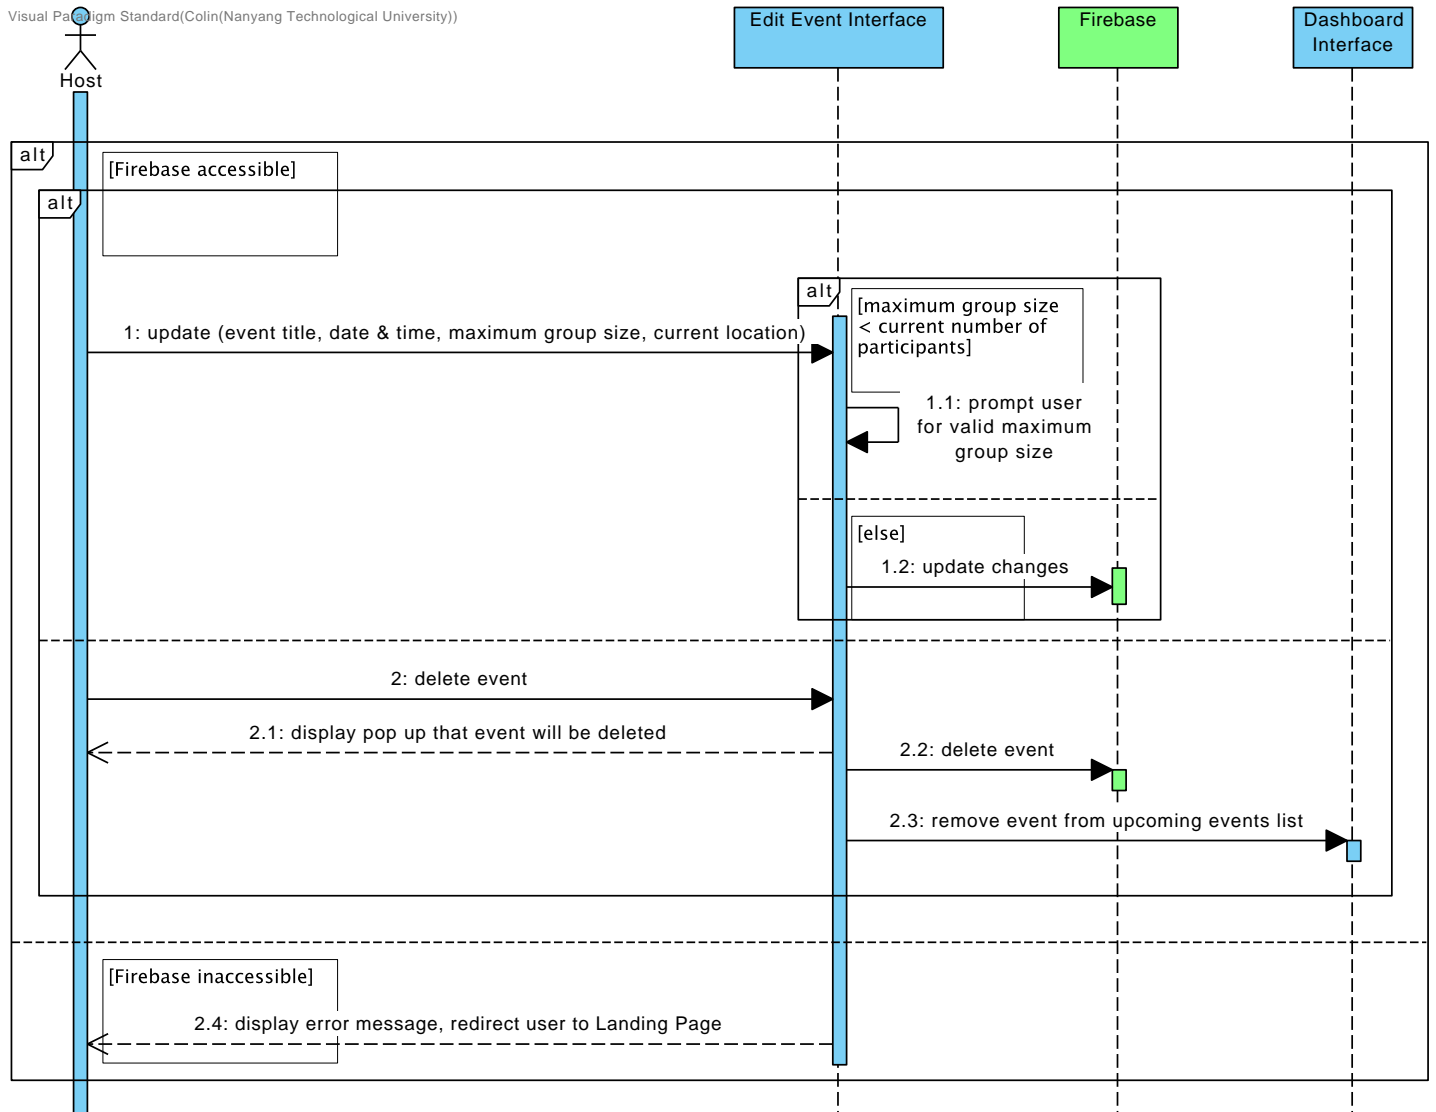 Visual Paradigm Standard(Colin(Nanyang Technological University))
Host
Edit Event Interface
Firebase
Dashboard
Interface
alt
[Firebase accessible]
alt
alt
[maximum group size
< current number of
participants]
1: update (event title, date & time, maximum group size, current location)
1.1: prompt user
for valid maximum
group size
[else]
1.2: update changes
2: delete event
2.1: display pop up that event will be deleted
2.2: delete event
2.3: remove event from upcoming events list
[Firebase inaccessible]
2.4: display error message, redirect user to Landing Page